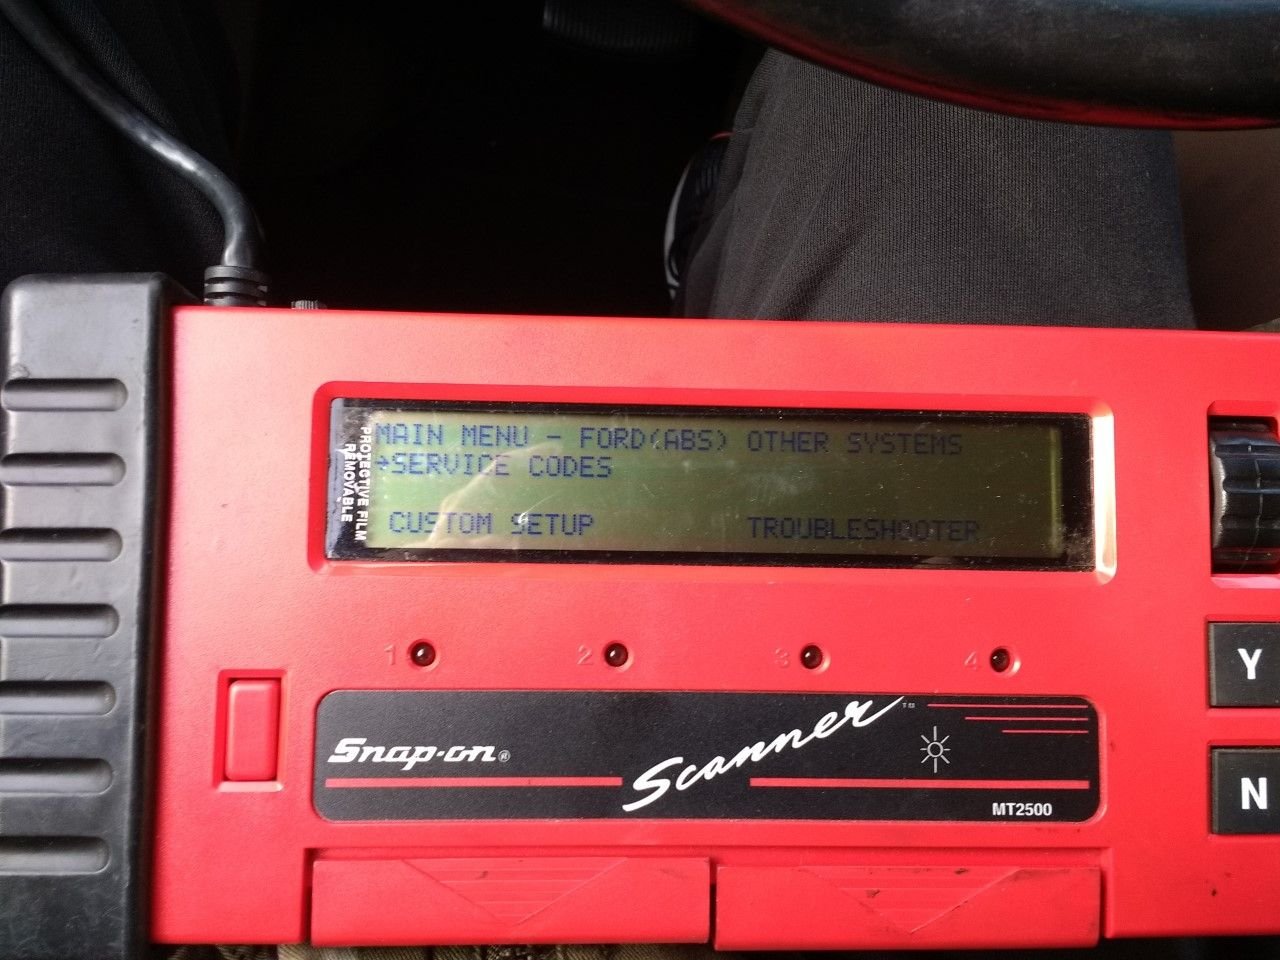 MAIN MENU - FORD(ABS) OTHER SYSTEMS
→SERVICE CODES
CUSTOM SETUP TROUBLESHOOTER
PROTECTIVE FILM
REMOVABLE
1 2 3 4
Y
Snap-on®
Scanner™
N
MT2500